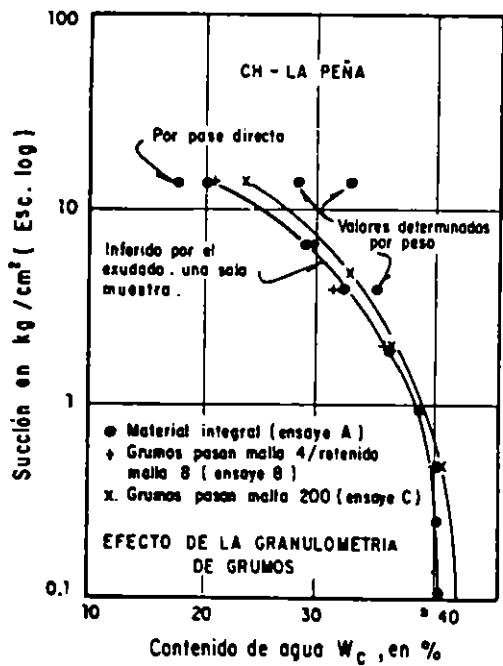 100
CH - LA PEÑA
Por pase directa
10
Valores determinados
por peso
Inferido por el
exudado . una sola
muestra .
Succión en kg/cm² ( Esc. log)
1
● Material integral (ensaye A)
+ Grumos pasan malla 4/retenido
malla 8 (ensaye B)
x. Grumos pasan malla 200 (ensaye C)
EFECTO DE LA GRANULOMETRIA
DE GRUMOS
0.1
10 20 30 40
Contenido de agua Wc , en %